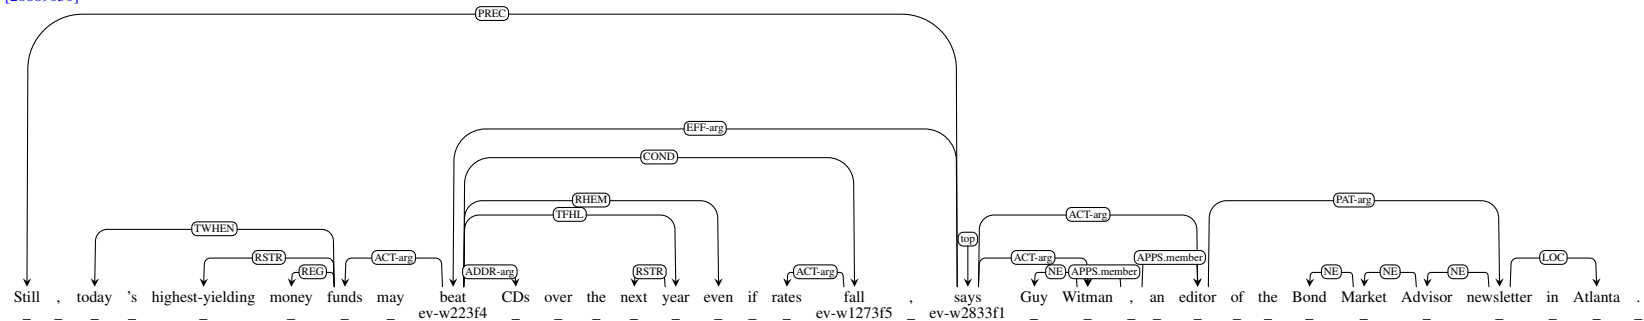 PREC
EFF-arg
COND
RHEM
PAT-arg
TFHL
ACT-arg
TWHEN
top
RSTR
ACT-arg
ACT-arg
APPS.member
LOC
REG
ADDR-arg
RSTR
ACT-arg
NE
APPS.member
NE
NE
NE
Still , today 's highest-yielding money funds may beat CDs over the next year even if rates fall , says Guy Witman , an editor of the Bond Market Advisor newsletter in Atlanta .
_ _ _ _ _ _ _ _ ev-w223f4 _ _ _ _ _ _ _ _ ev-w1273f5 _ ev-w2833f1 _ _ _ _ _ _ _ _ _ _ _ _ _ _